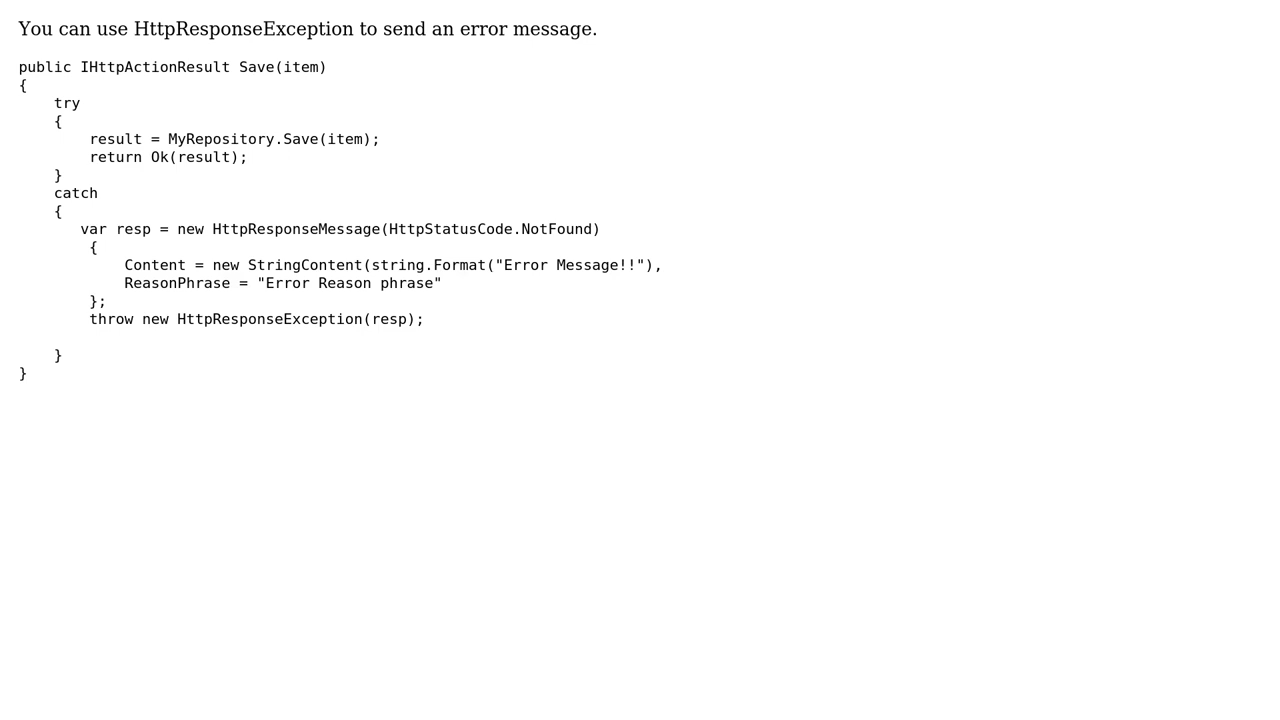 You can use HttpResponseException to send an error message.
public IHttpActionResult Save(item)
{
    try
    {
        result = MyRepository.Save(item);
        return Ok(result);
    }
    catch
    {
       var resp = new HttpResponseMessage(HttpStatusCode.NotFound)
        {
            Content = new StringContent(string.Format("Error Message!!"),
            ReasonPhrase = "Error Reason phrase"
        };
        throw new HttpResponseException(resp);

    }
}